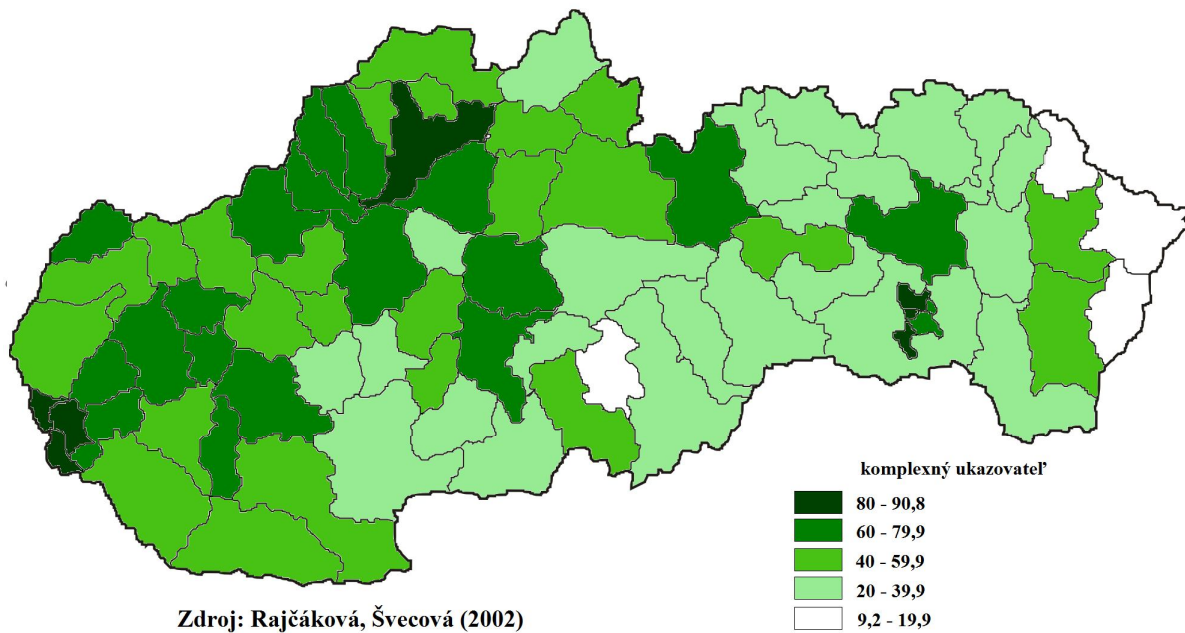 komplexný ukazovateľ
80 - 90,8
60 - 79,9
40 - 59,9
20 - 39,9
9,2 - 19,9
Zdroj: Rajčáková, Švecová (2002)